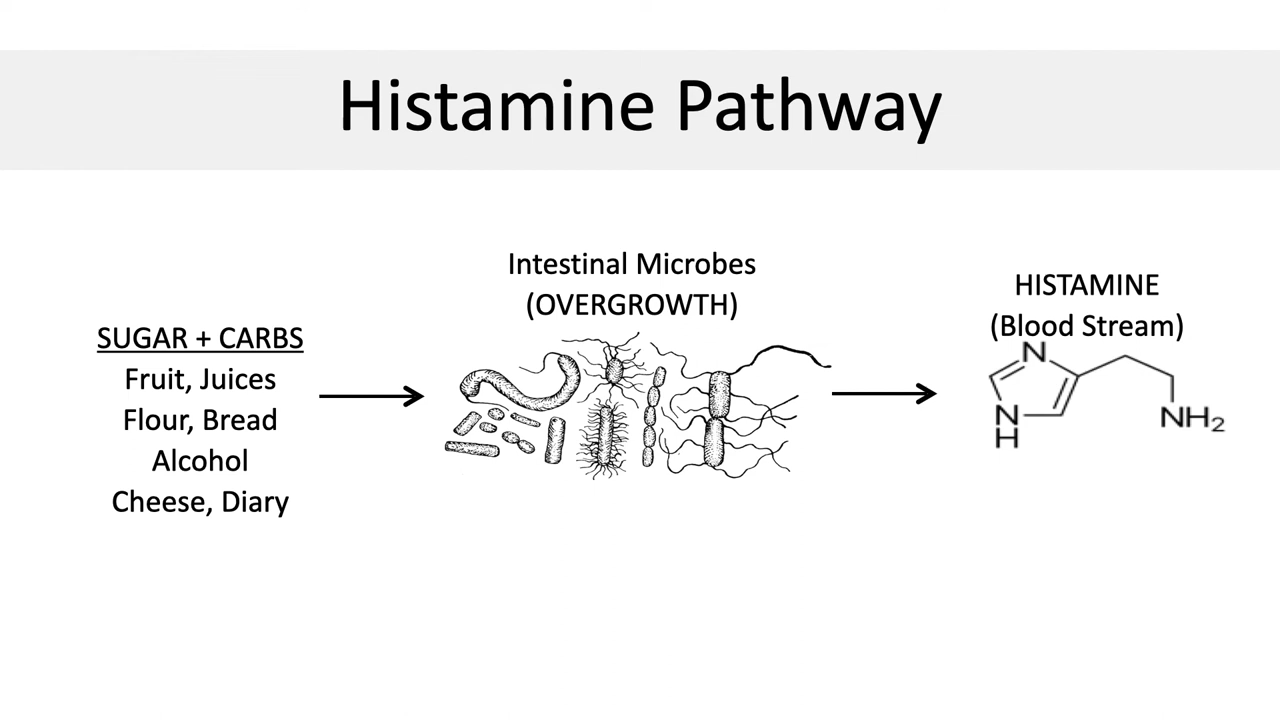 Histamine Pathway
SUGAR + CARBS
Fruit, Juices
Flour, Bread
Alcohol
Cheese, Diary
Intestinal Microbes
(OVERGROWTH)
HISTAMINE
(Blood Stream)
N
N
H
NH2